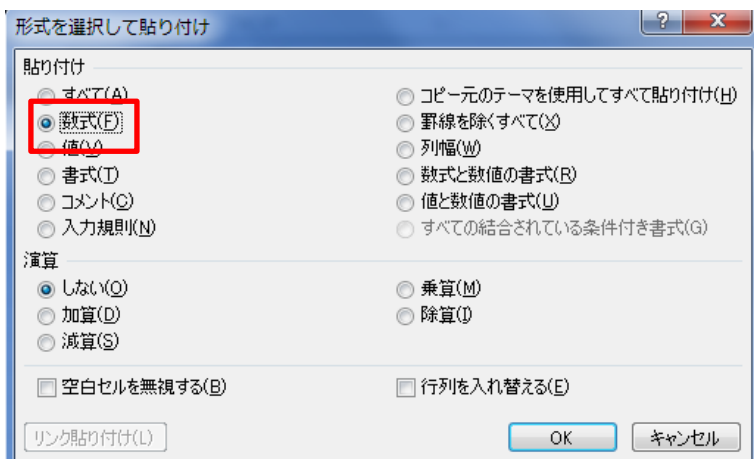 形式を選択して貼り付け
貼り付け
すべて(A)
コピー元のテーマを使用してすべて貼り付け(H)
数式(F)
罫線を除くすべて(X)
値(V)
列幅(W)
書式(T)
数式と数値の書式(R)
コメント(C)
値と数値の書式(U)
入力規則(N)
すべての結合されている条件付き書式(G)
演算
しない(O)
乗算(M)
加算(D)
除算(I)
減算(S)
空白セルを無視する(B)
行列を入れ替える(E)
リンク貼り付け(L)
OK
キャンセル